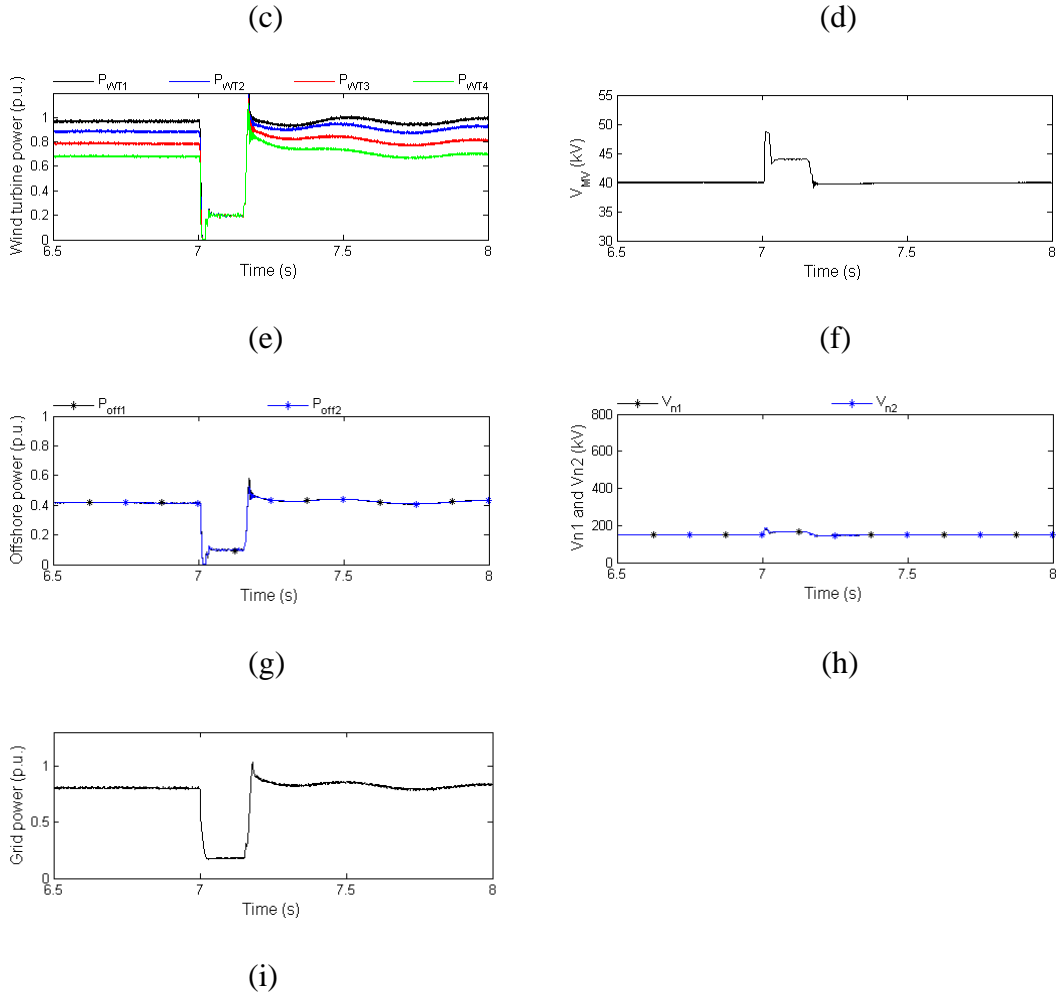 (c)
(d)
P_WT1 P_WT2 P_WT3 P_WT4
Wind turbine power (p.u.)
1
0.8
0.6
0.4
0.2
0
6.5 7 7.5 8
Time (s)
V_MV (kV)
55
50
45
40
35
30
6.5 7 7.5 8
Time (s)
(e)
(f)
P_off1 P_off2
Offshore power (p.u.)
1
0.8
0.6
0.4
0.2
0
6.5 7 7.5 8
Time (s)
V_n1 V_n2
Vn1 and Vn2 (kV)
800
600
400
200
0
6.5 7 7.5 8
Time (s)
(g)
(h)
Grid power (p.u.)
1
0.5
0
6.5 7 7.5 8
Time (s)
(i)